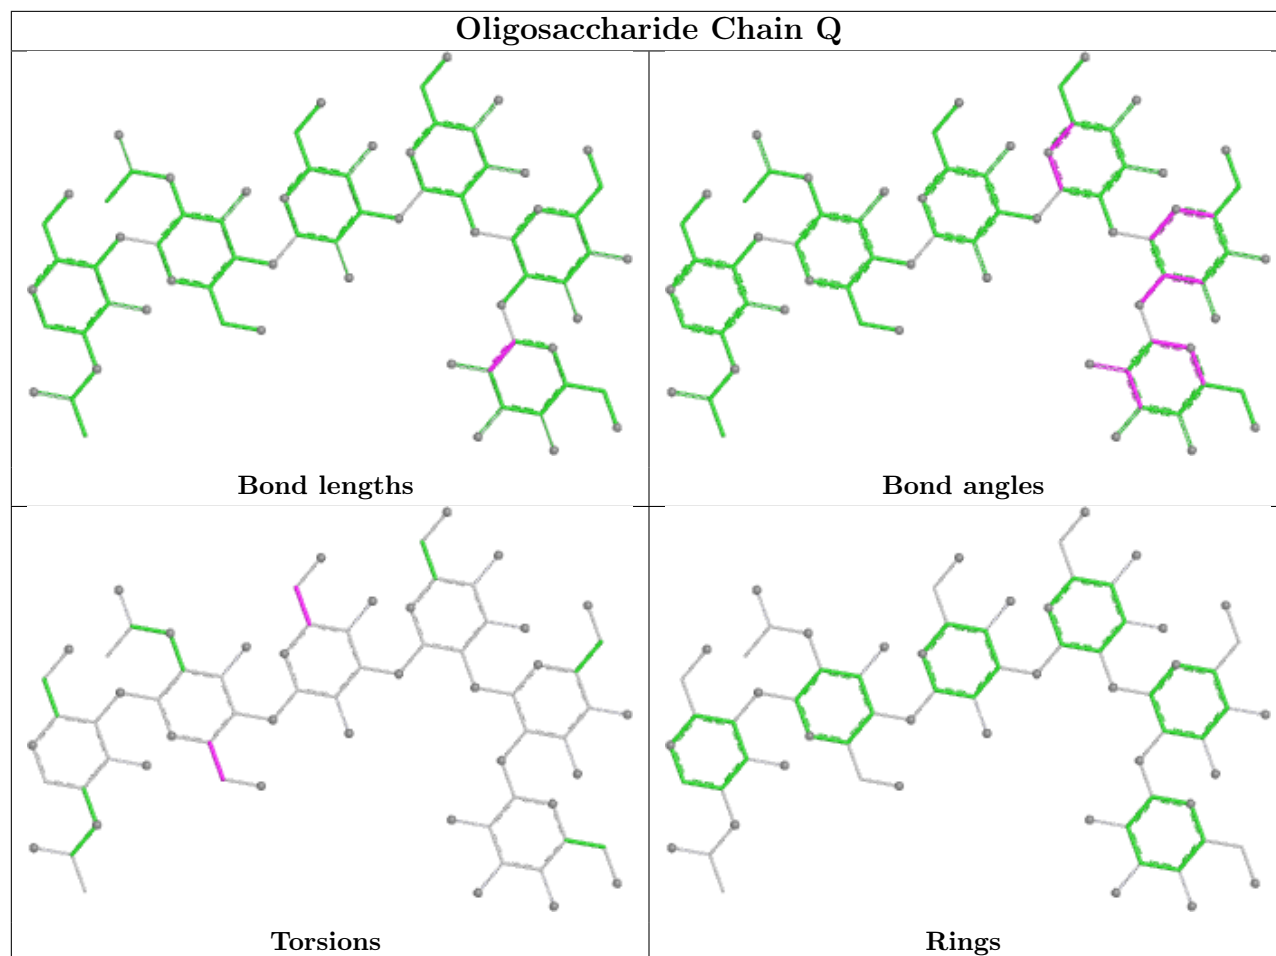 Oligosaccharide Chain Q
Bond lengths
Bond angles
Torsions
Rings